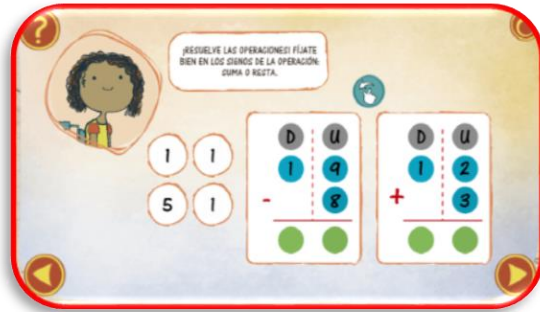 ?
¡RESUELVE LAS OPERACIONES! FÍJATE
BIEN EN LOS SIGNOS DE LA OPERACIÓN:
SUMA O RESTA.
1 1
5 1
D U
1 9
- 8
D U
1 2
+ 3